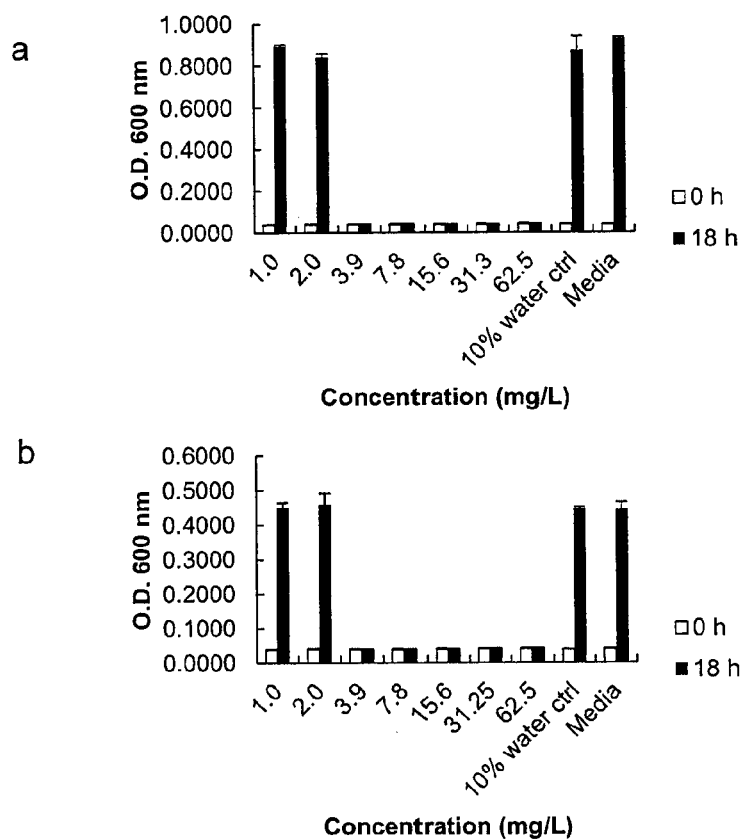 a
O.D. 600 nm
1.0000
0.8000
0.6000
0.4000
0.2000
0.0000
1.0
2.0
3.9
7.8
15.6
31.3
62.5
10% water ctrl
Media
Concentration (mg/L)
0 h
18 h
b
O.D. 600 nm
0.6000
0.5000
0.4000
0.3000
0.2000
0.1000
0.0000
1.0
2.0
3.9
7.8
15.6
31.25
62.5
10% water ctrl
Media
Concentration (mg/L)
0 h
18 h